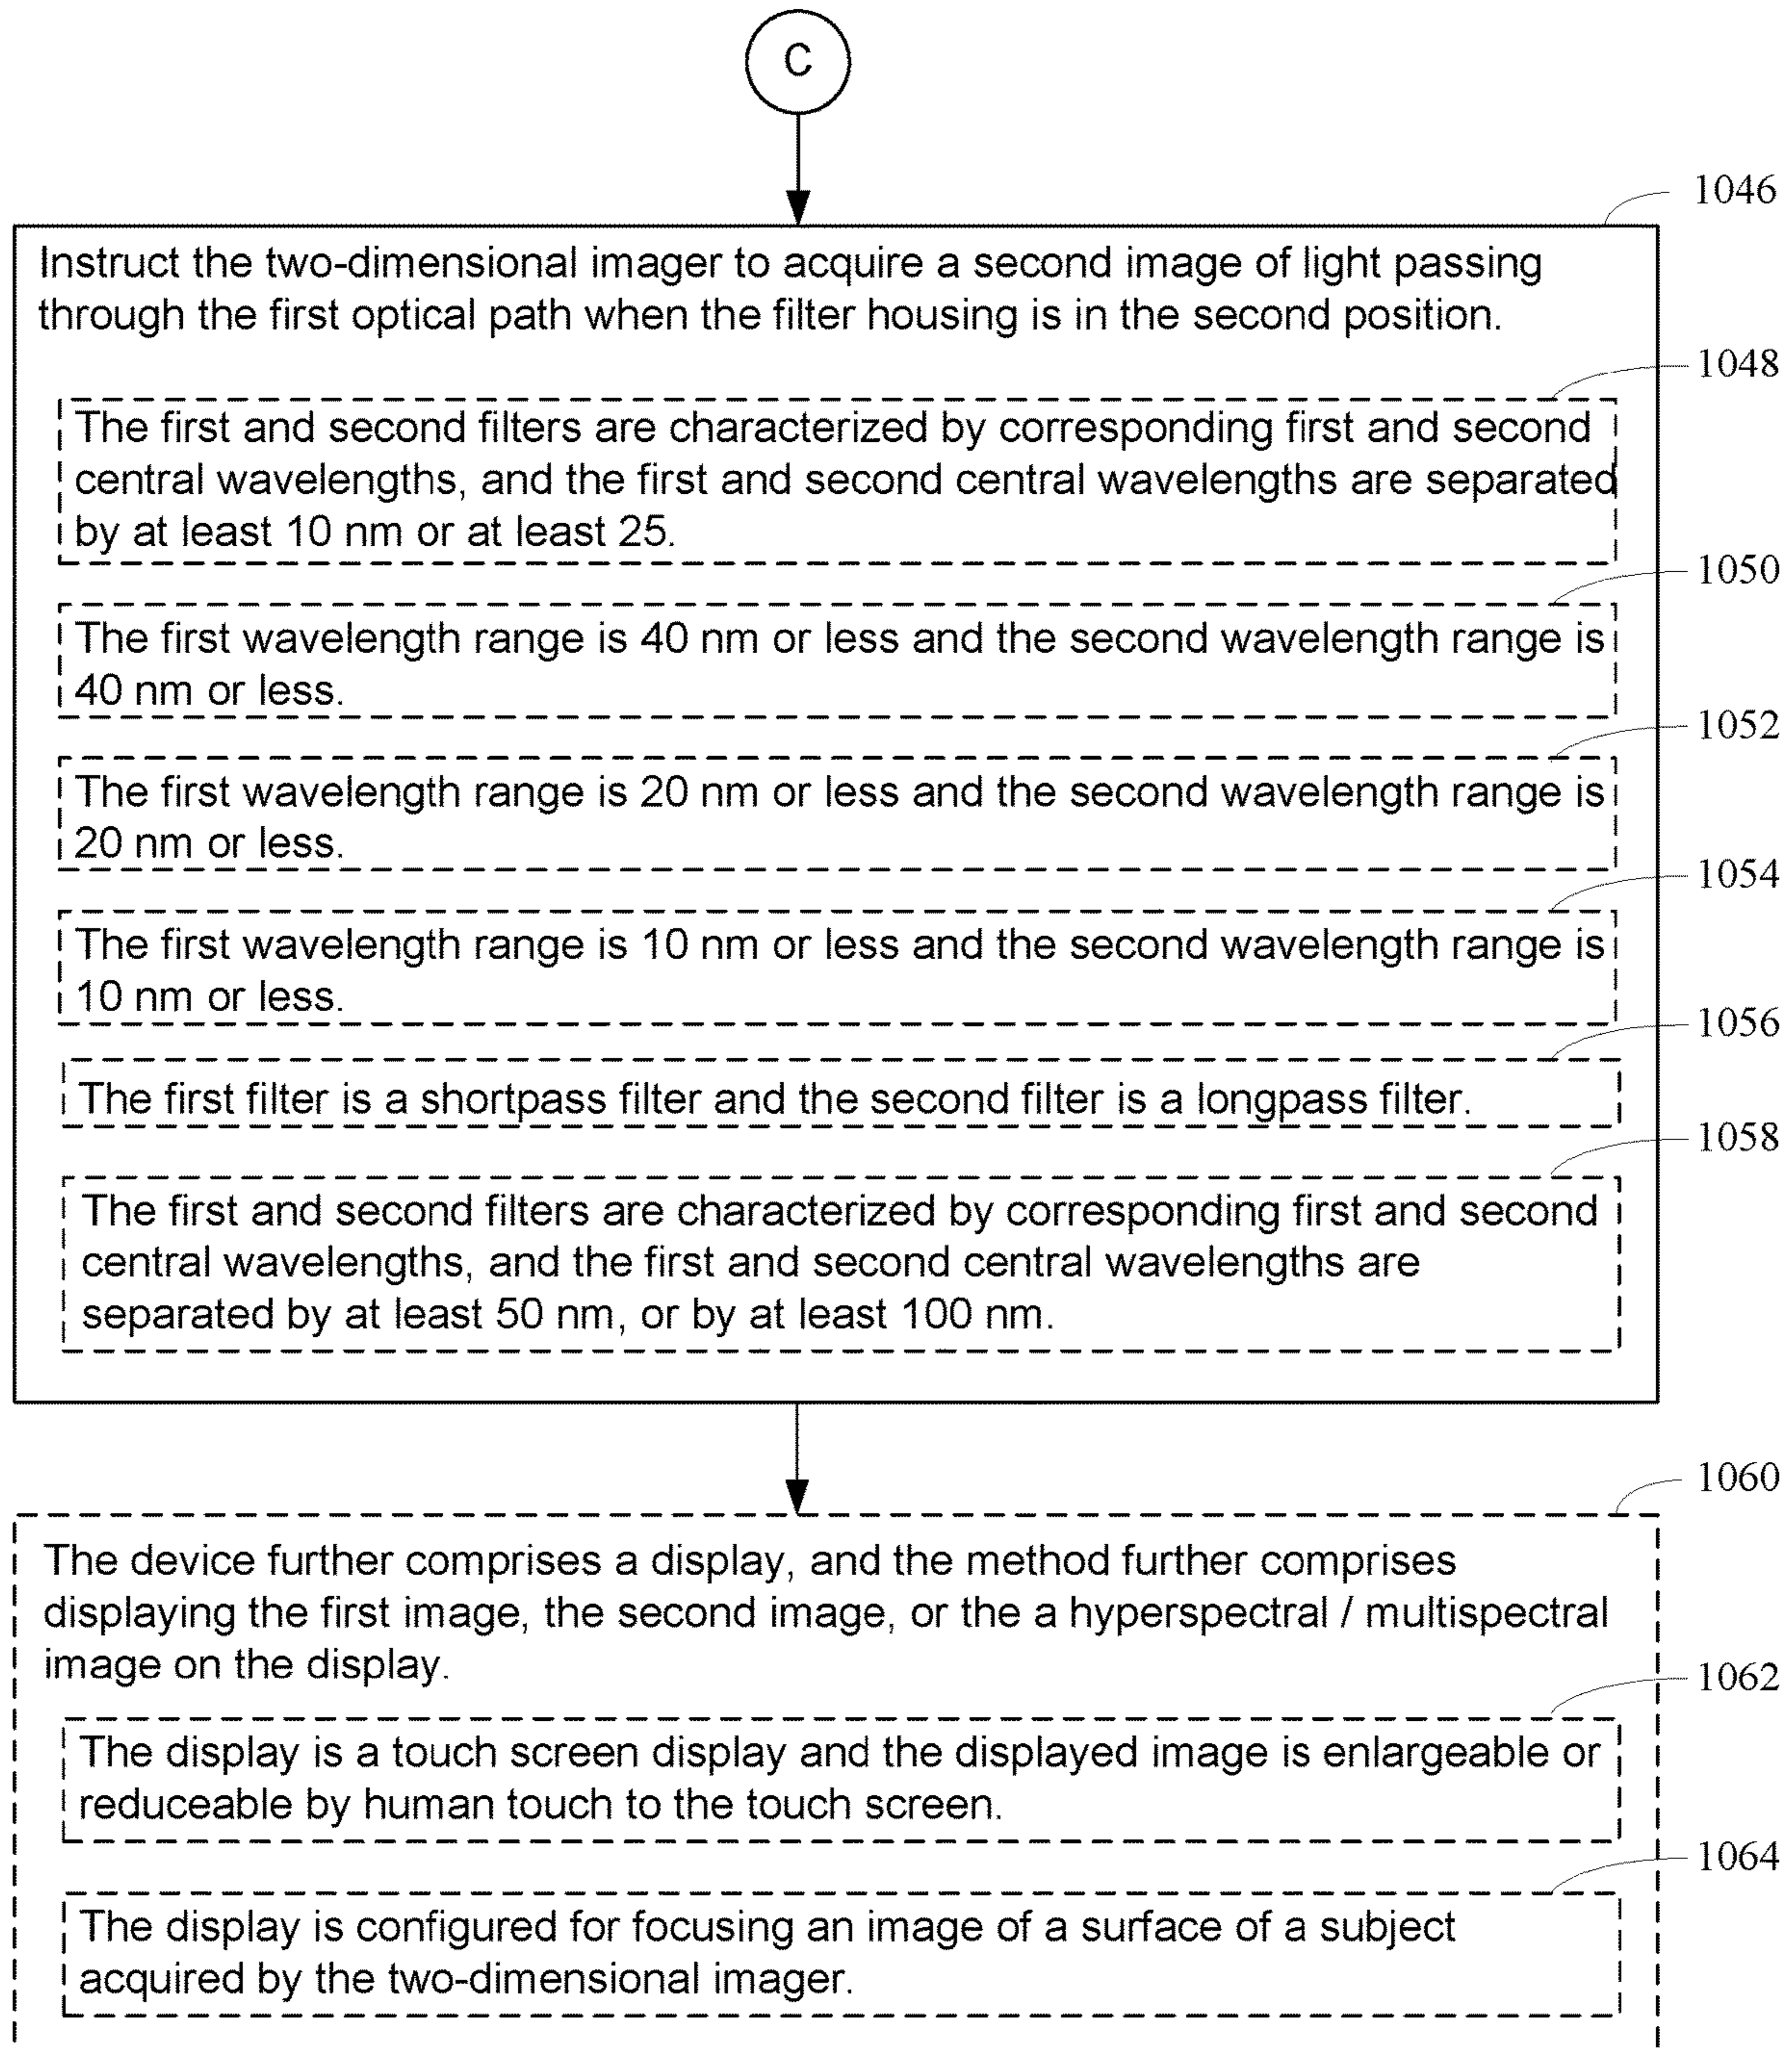 C
1046
Instruct the two-dimensional imager to acquire a second image of light passing
through the first optical path when the filter housing is in the second position.
1048
The first and second filters are characterized by corresponding first and second
central wavelengths, and the first and second central wavelengths are separated
by at least 10 nm or at least 25.
1050
The first wavelength range is 40 nm or less and the second wavelength range is
40 nm or less.
1052
The first wavelength range is 20 nm or less and the second wavelength range is
20 nm or less.
1054
The first wavelength range is 10 nm or less and the second wavelength range is
10 nm or less.
1056
The first filter is a shortpass filter and the second filter is a longpass filter.
1058
The first and second filters are characterized by corresponding first and second
central wavelengths, and the first and second central wavelengths are
separated by at least 50 nm, or by at least 100 nm.
1060
The device further comprises a display, and the method further comprises
displaying the first image, the second image, or the a hyperspectral / multispectral
image on the display.
1062
The display is a touch screen display and the displayed image is enlargeable or
reduceable by human touch to the touch screen.
1064
The display is configured for focusing an image of a surface of a subject
acquired by the two-dimensional imager.